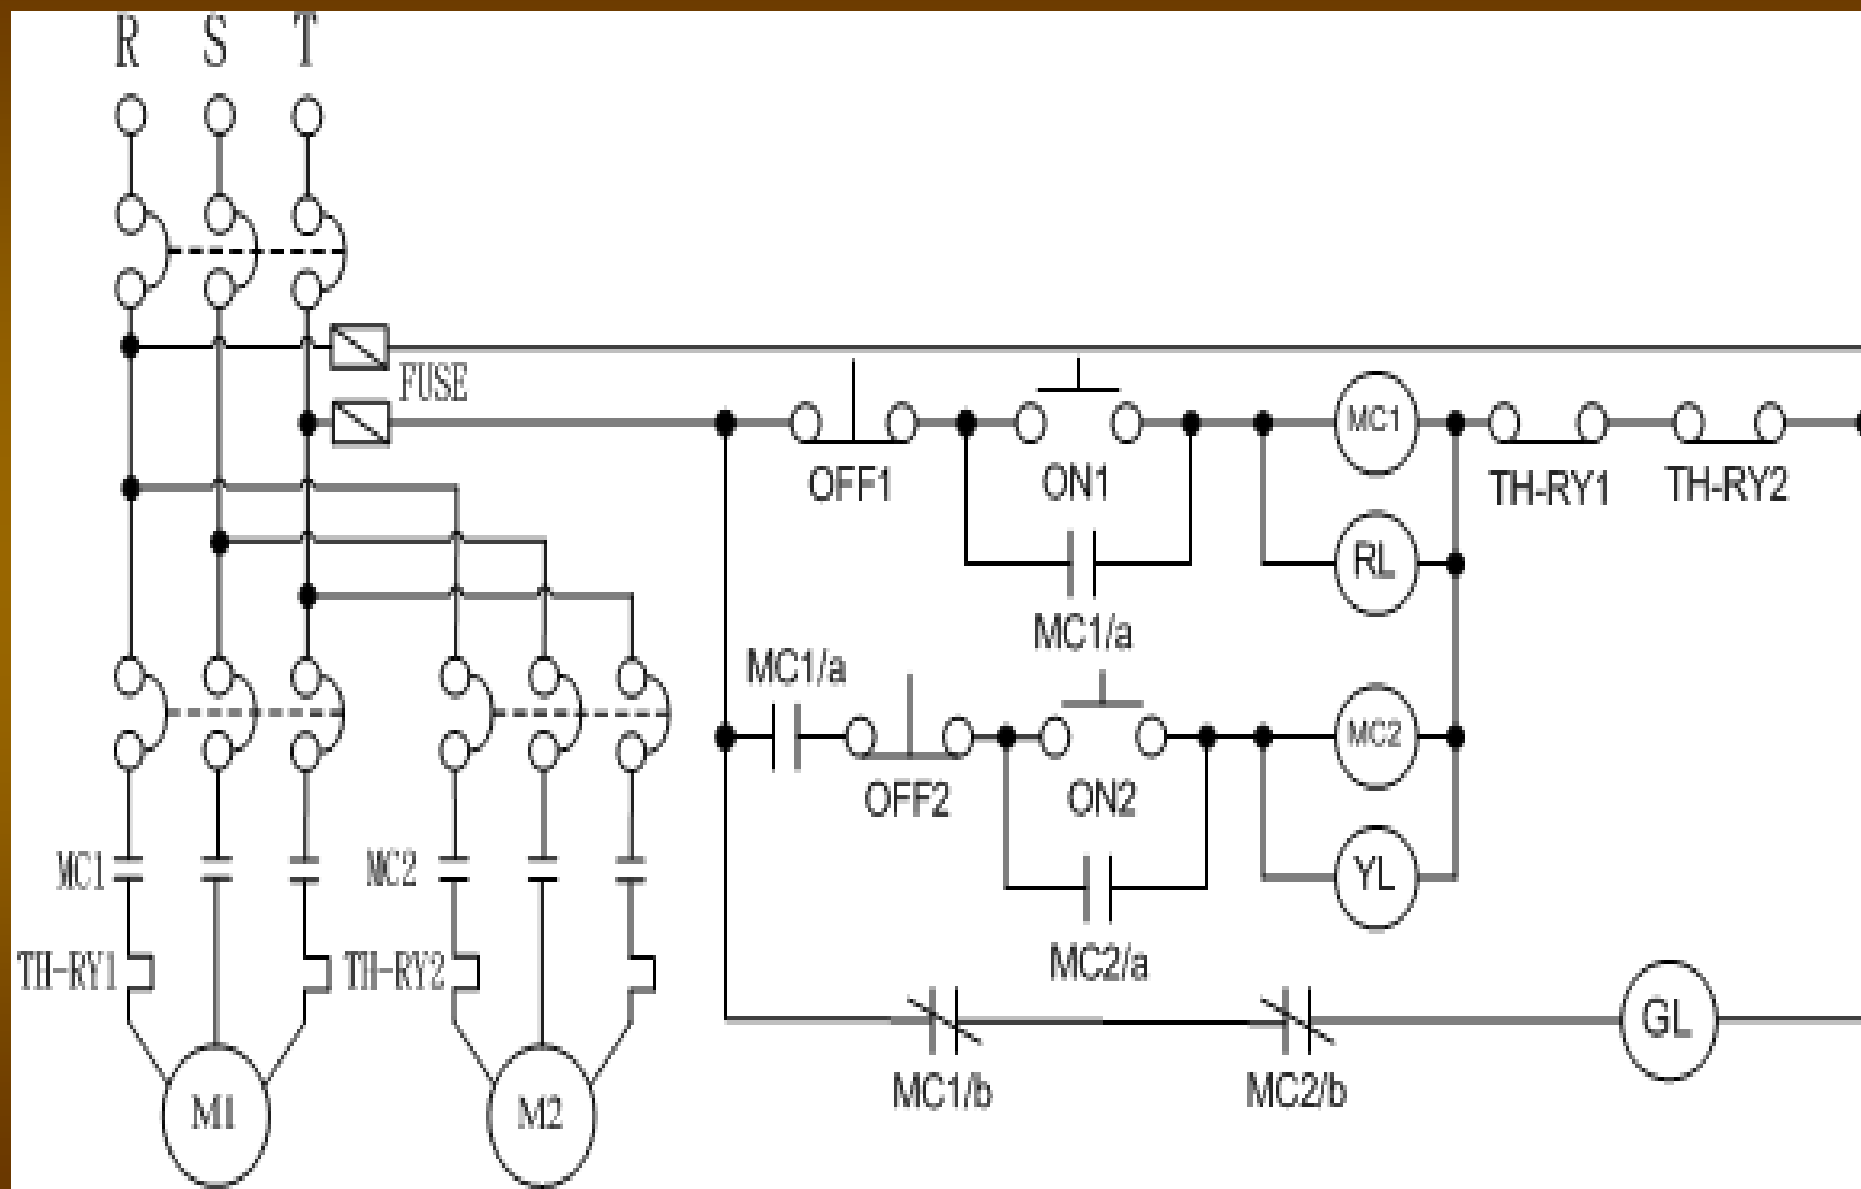 R S T
FUSE
MC1
OFF1 ON1 TH-RY1 TH-RY2
RL
MC1/a
MC1/a
MC2
OFF2 ON2
MC1 MC2 YL
MC2/a
TH-RY1 TH-RY2
GL
MC1/b MC2/b
M1 M2